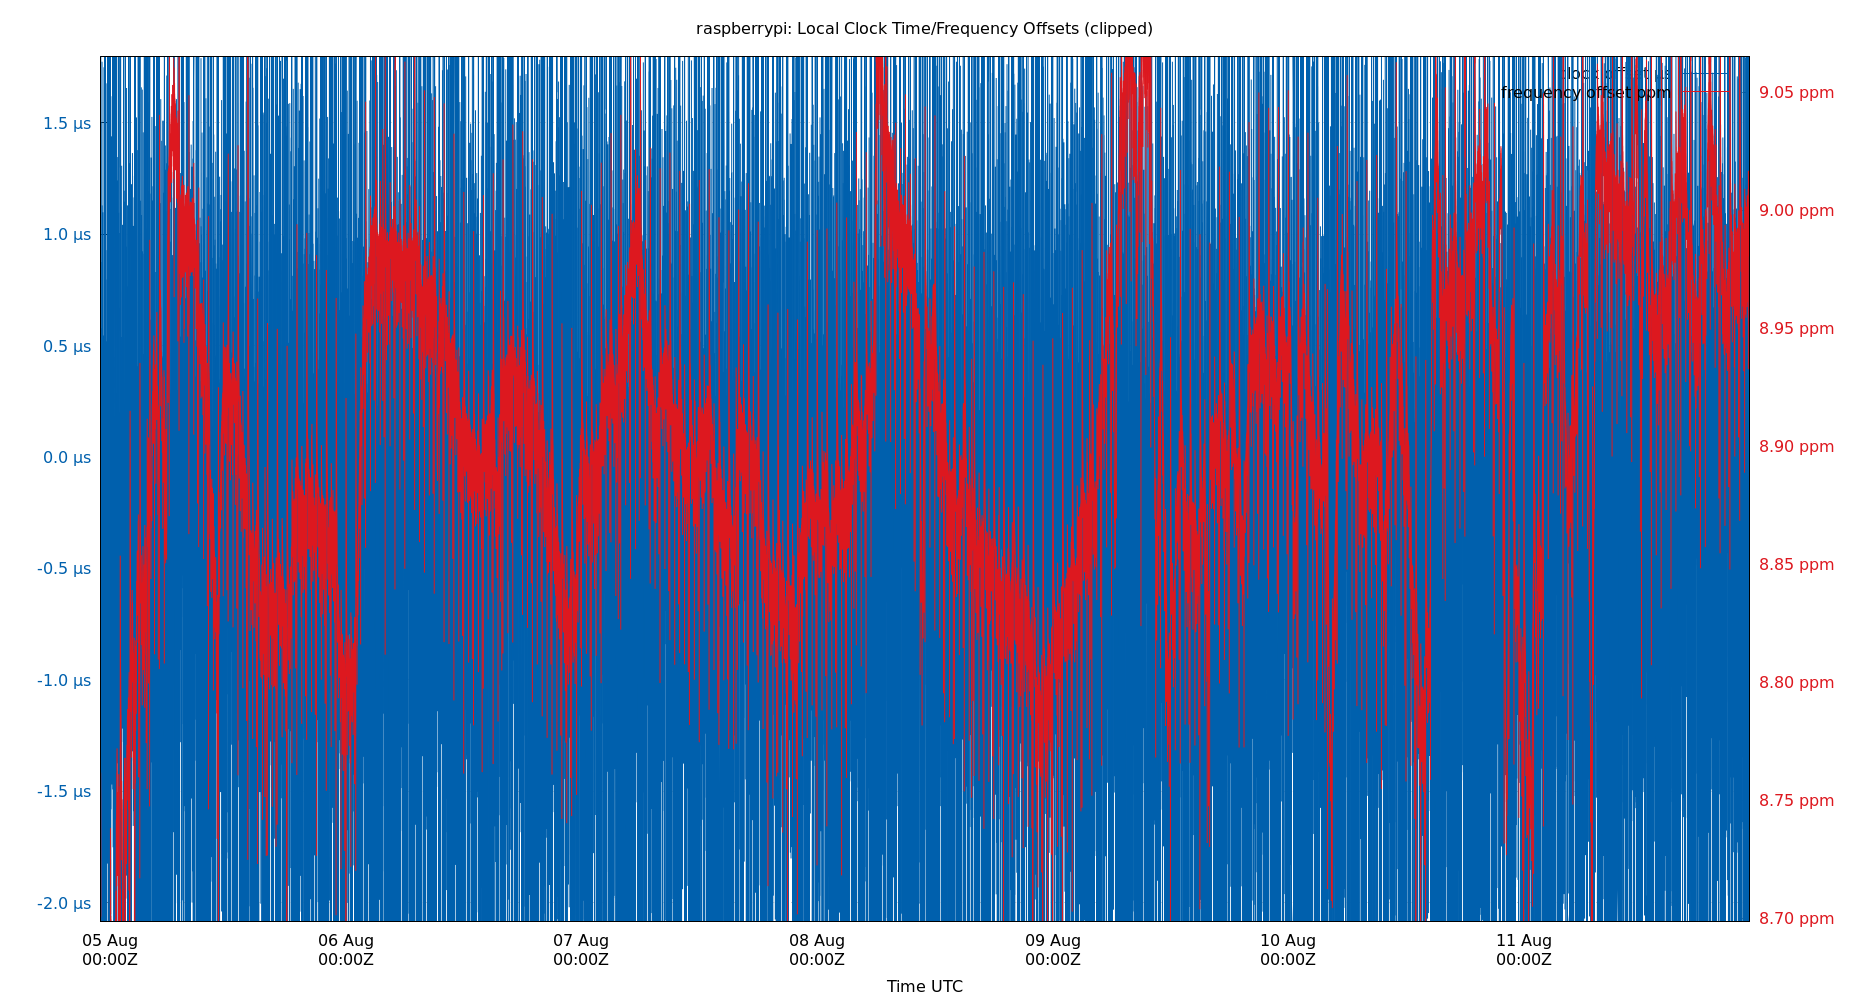 raspberrypi: Local Clock Time/Frequency Offsets (clipped)
clock offset µs
frequency offset ppm
1.5 µs
1.0 µs
0.5 µs
0.0 µs
-0.5 µs
-1.0 µs
-1.5 µs
-2.0 µs
9.05 ppm
9.00 ppm
8.95 ppm
8.90 ppm
8.85 ppm
8.80 ppm
8.75 ppm
8.70 ppm
05 Aug 06 Aug 07 Aug 08 Aug 09 Aug 10 Aug 11 Aug
00:00Z 00:00Z 00:00Z 00:00Z 00:00Z 00:00Z 00:00Z
Time UTC